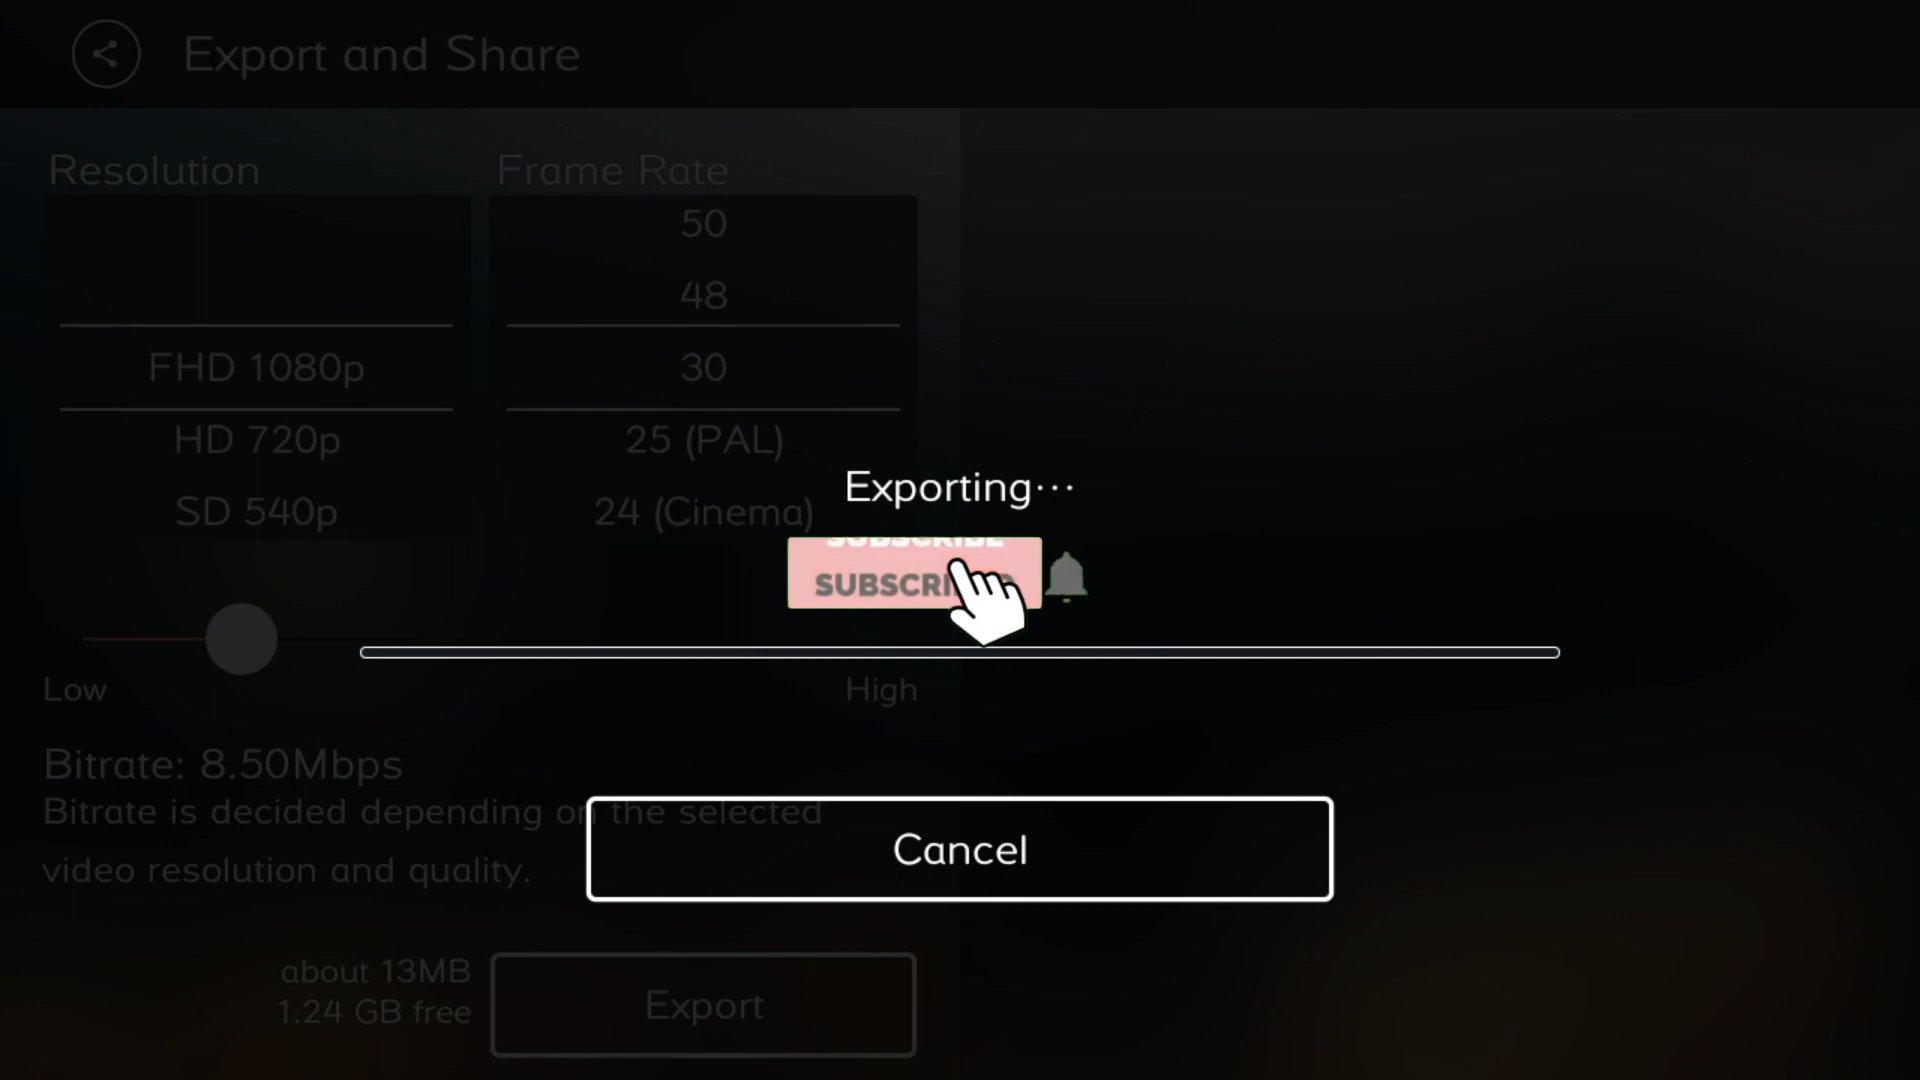 Export and Share
Resolution
Frame Rate
50
48
FHD 1080p
30
HD 720p
25 (PAL)
SD 540p
24 (Cinema)
Exporting...
SUBSCRIBE
Low
High
Bitrate: 8.50Mbps
Bitrate is decided depending on the selected
video resolution and quality.
Cancel
about 13MB
1.24 GB free
Export